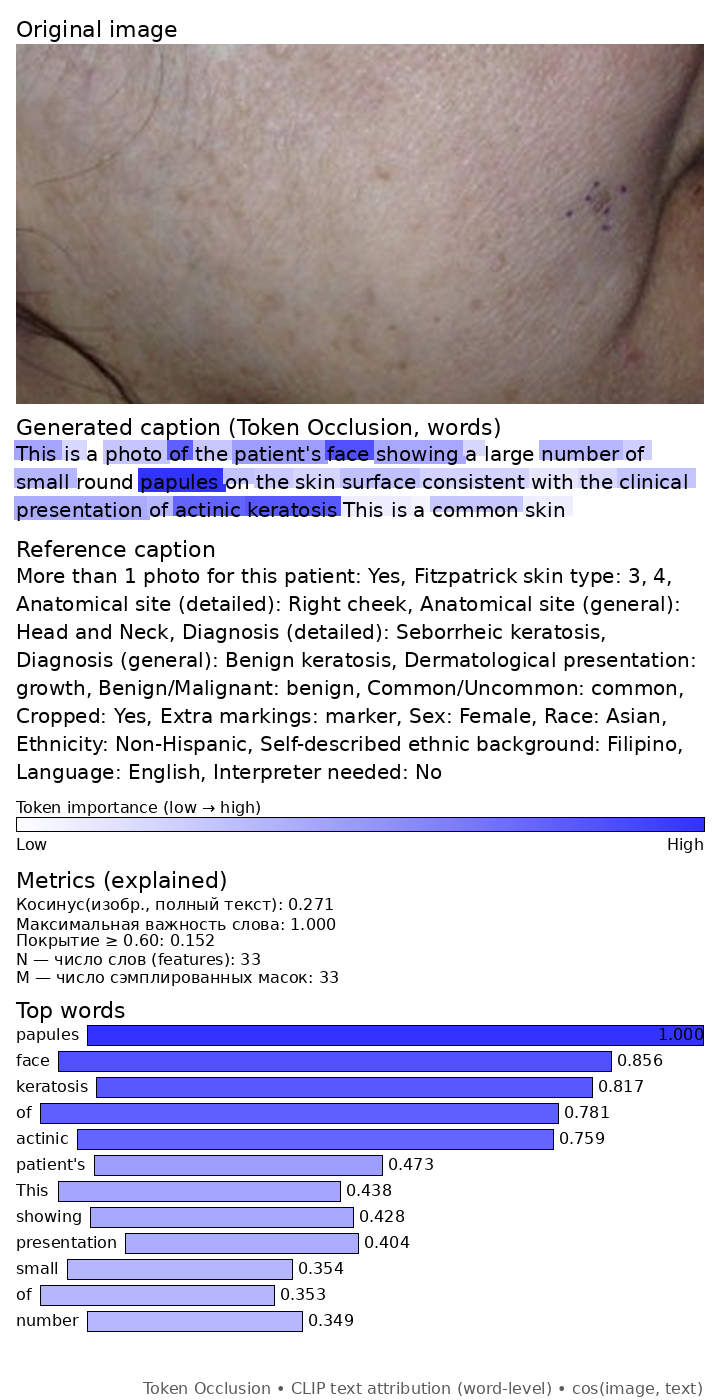 Original image
Generated caption (Token Occlusion, words)
This is a photo of the patient's face showing a large number of
small round papules on the skin surface consistent with the clinical
presentation of actinic keratosis This is a common skin
Reference caption
More than 1 photo for this patient: Yes, Fitzpatrick skin type: 3, 4,
Anatomical site (detailed): Right cheek, Anatomical site (general):
Head and Neck, Diagnosis (detailed): Seborrheic keratosis,
Diagnosis (general): Benign keratosis, Dermatological presentation:
growth, Benign/Malignant: benign, Common/Uncommon: common,
Cropped: Yes, Extra markings: marker, Sex: Female, Race: Asian,
Ethnicity: Non-Hispanic, Self-described ethnic background: Filipino,
Language: English, Interpreter needed: No
Token importance (low → high)
Low High
Metrics (explained)
Косинус(изобр., полный текст): 0.271
Максимальная важность слова: 1.000
Покрытие ≥ 0.60: 0.152
N — число слов (features): 33
M — число сэмплированных масок: 33
Top words
papules 1.000
face 0.856
keratosis 0.817
of 0.781
actinic 0.759
patient's 0.473
This 0.438
showing 0.428
presentation 0.404
small 0.354
of 0.353
number 0.349
Token Occlusion • CLIP text attribution (word-level) • cos(image, text)